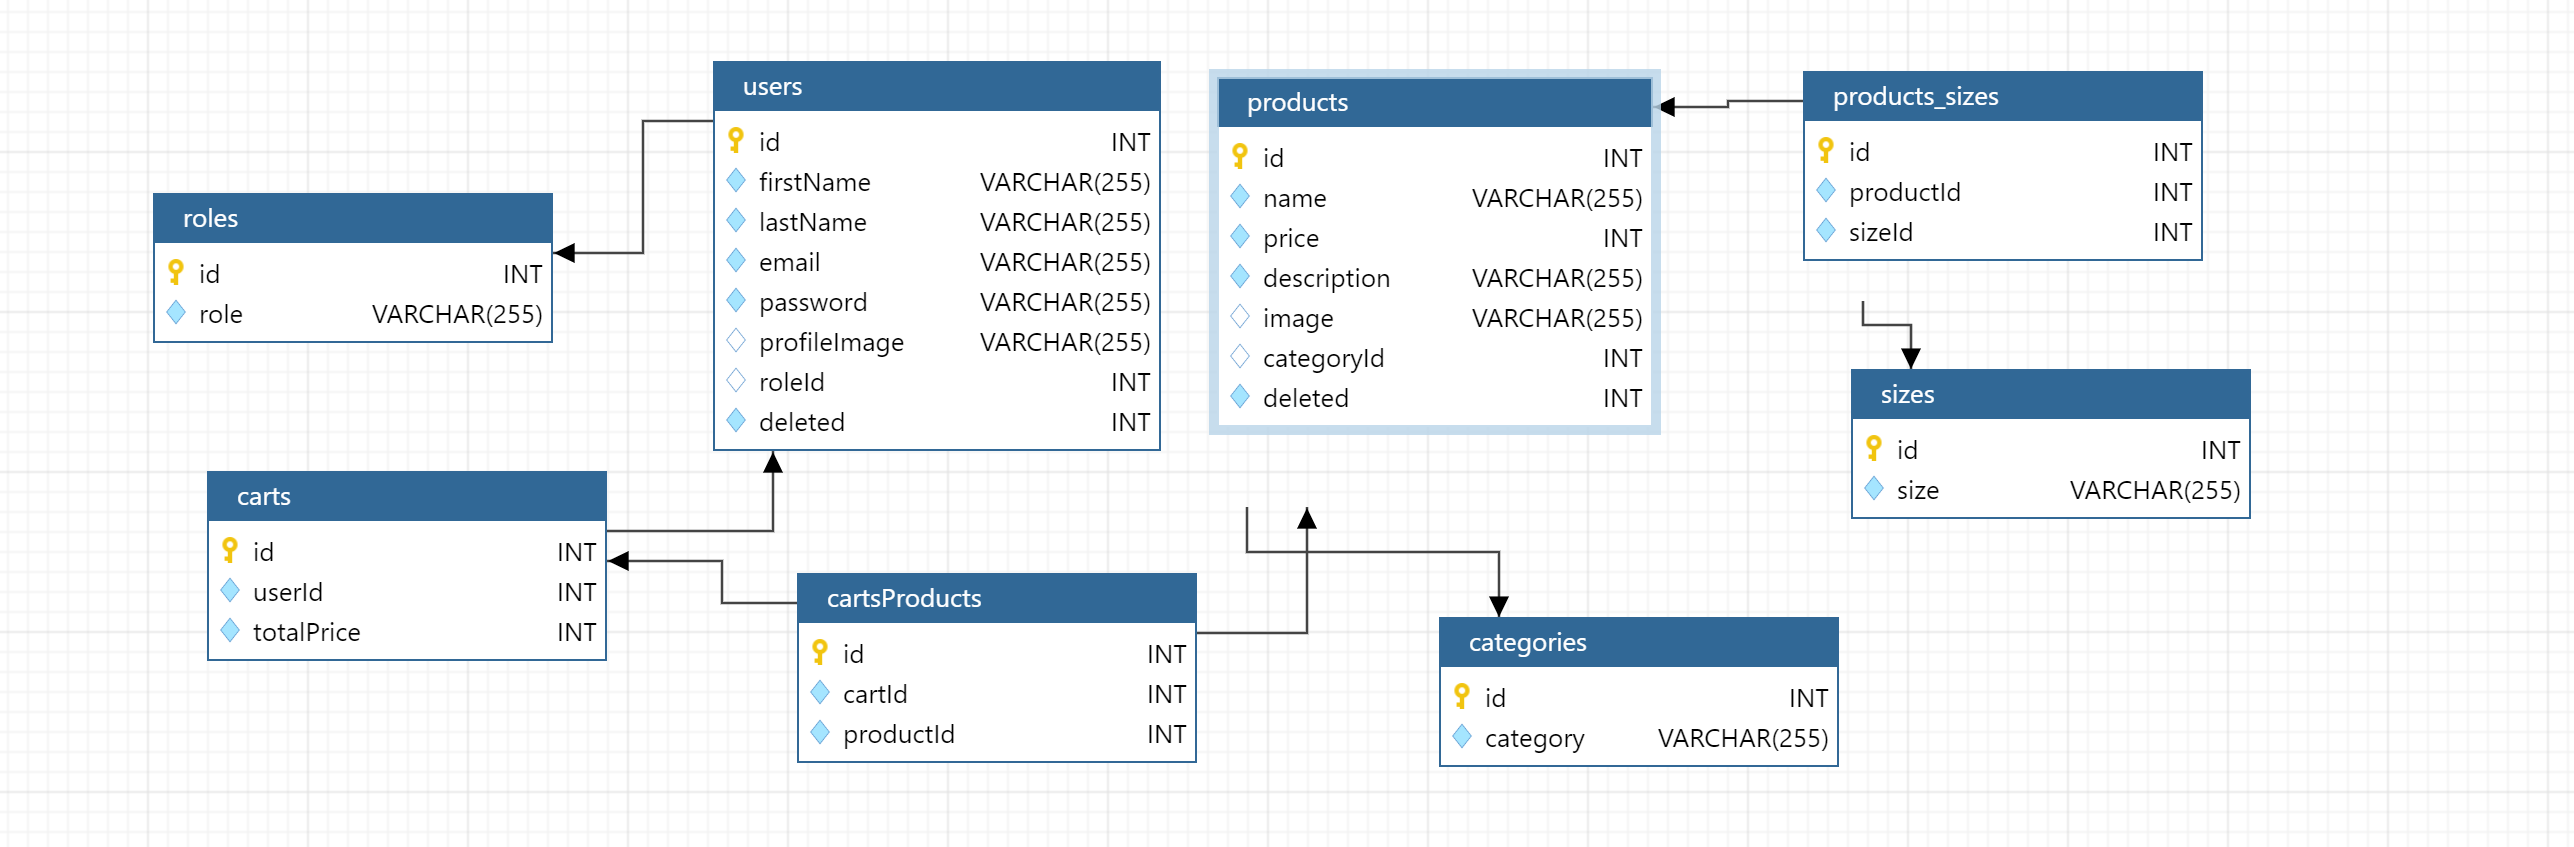 users
id INT
firstName VARCHAR(255)
lastName VARCHAR(255)
email VARCHAR(255)
password VARCHAR(255)
profileImage VARCHAR(255)
roleId INT
deleted INT
products
id INT
name VARCHAR(255)
price INT
description VARCHAR(255)
image VARCHAR(255)
categoryId INT
deleted INT
products_sizes
id INT
productId INT
sizeId INT
roles
id INT
role VARCHAR(255)
sizes
id INT
size VARCHAR(255)
carts
id INT
userId INT
totalPrice INT
cartsProducts
id INT
cartId INT
productId INT
categories
id INT
category VARCHAR(255)